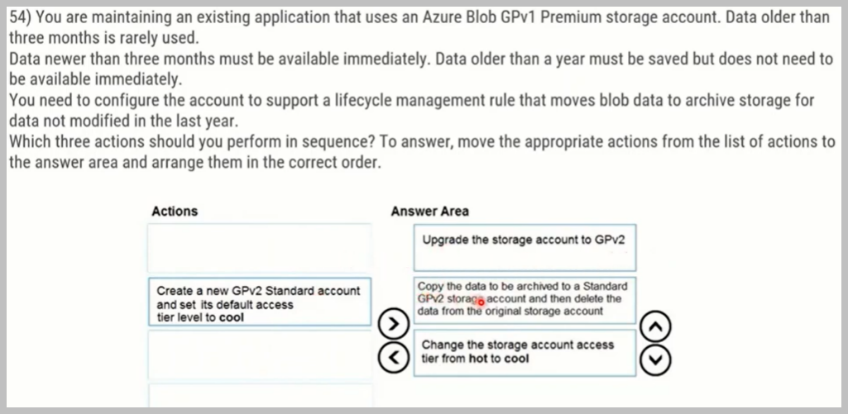 54) You are maintaining an existing application that uses an Azure Blob GPv1 Premium storage account. Data older than
three months is rarely used.
Data newer than three months must be available immediately. Data older than a year must be saved but does not need to
be available immediately.
You need to configure the account to support a lifecycle management rule that moves blob data to archive storage for
data not modified in the last year.
Which three actions should you perform in sequence? To answer, move the appropriate actions from the list of actions to
the answer area and arrange them in the correct order.
Actions
Answer Area
Create a new GPv2 Standard account
and set its default access
tier level to cool
Upgrade the storage account to GPv2
Copy the data to be archived to a Standard
GPv2 storage account and then delete the
data from the original storage account
Change the storage account access
tier from hot to cool